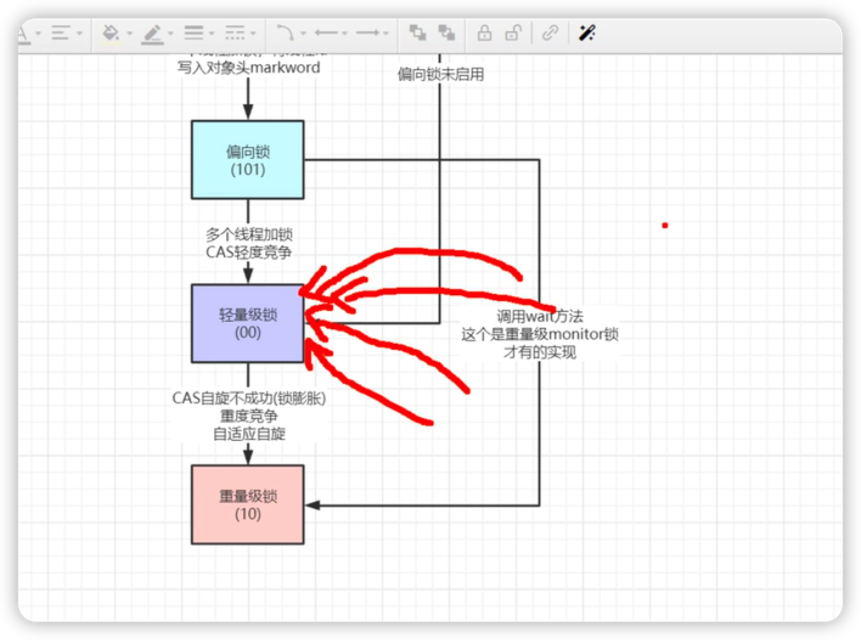 写入对象头markword
偏向锁未启用
偏向锁
(101)
多个线程加锁
CAS轻度竞争
轻量级锁
(00)
调用wait方法
这个是重量级monitor锁
才有的实现
CAS自旋不成功(锁膨胀)
重度竞争
自适应自旋
重量级锁
(10)